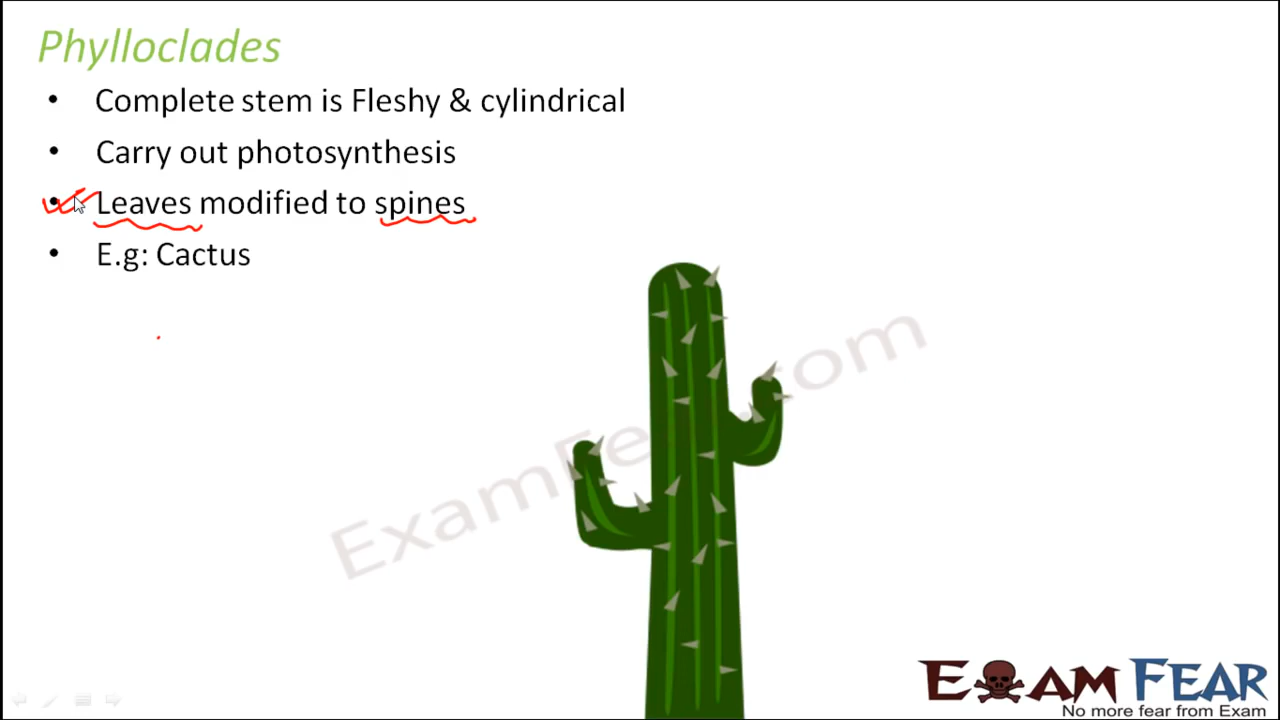 Phylloclades
• Complete stem is Fleshy & cylindrical
• Carry out photosynthesis
• Leaves modified to spines
• E.g: Cactus
ExamFe .com
EXAM FEAR
No more fear from Exam